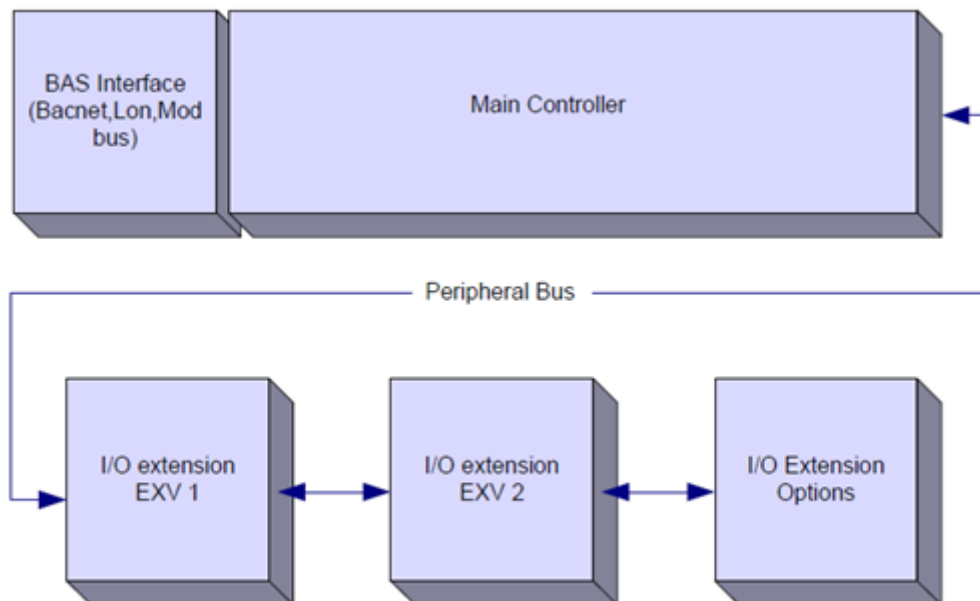 BAS Interface
(Bacnet,Lon,Mod
bus)
Main Controller
Peripheral Bus
I/O extension
EXV 1
I/O extension
EXV 2
I/O Extension
Options